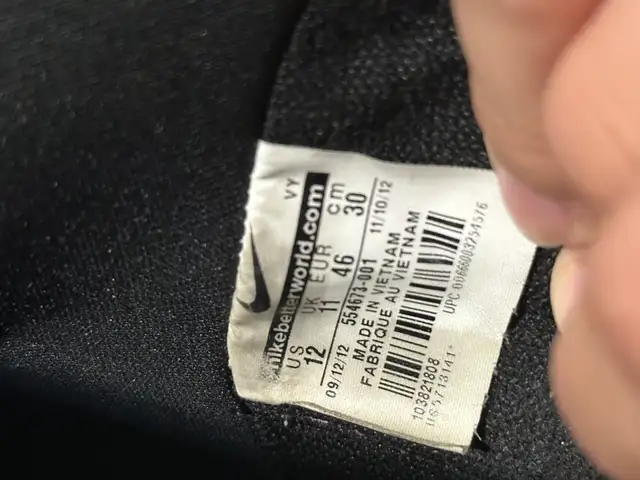 VY
nikebetterworld.com
US UK EUR cm
12 11 46 30
09/12/12 554673-001 11/10/12
MADE IN VIETNAM
FABRIQUE AU VIETNAM
UPC 00666003254576
103821808